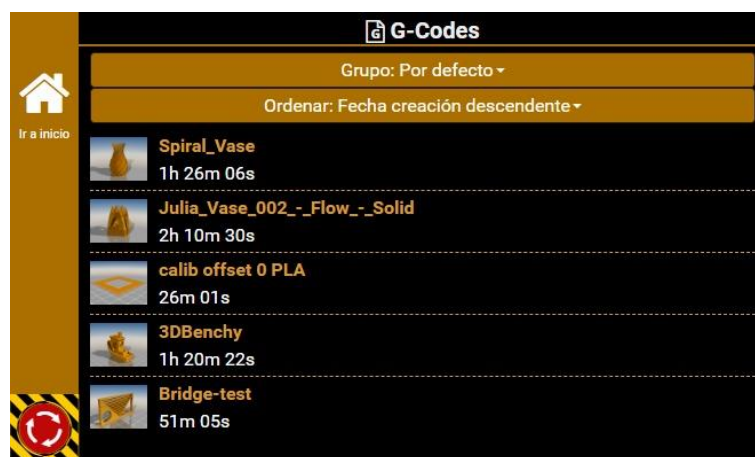 G-Codes
Grupo: Por defecto
Ordenar: Fecha creación descendente
Ir a inicio
Spiral_Vase
1h 26m 06s
Julia_Vase_002_-_Flow_-_Solid
2h 10m 30s
calib offset 0 PLA
26m 01s
3DBenchy
1h 20m 22s
Bridge-test
51m 05s